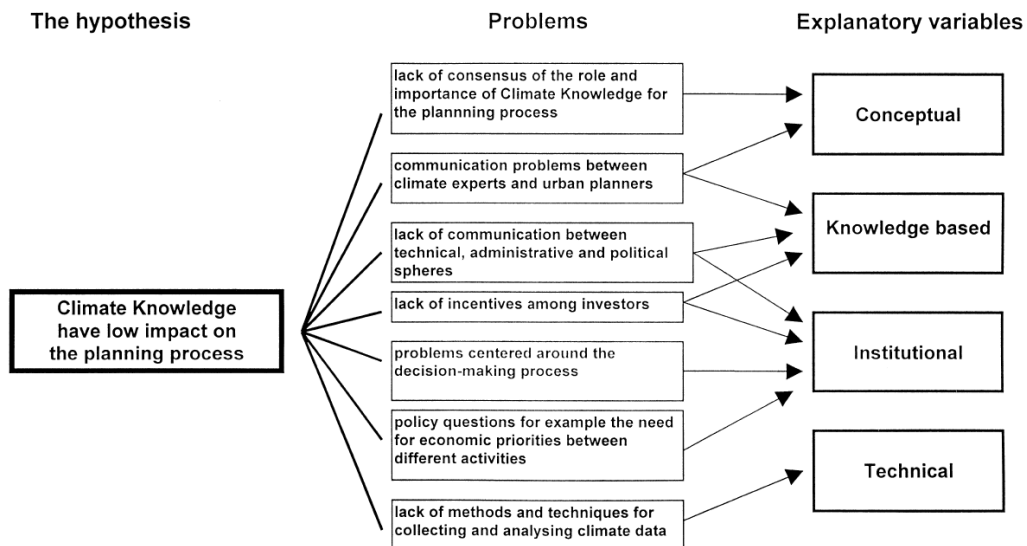 The hypothesis
Problems
Explanatory variables
Climate Knowledge
have low impact on
the planning process
lack of consensus of the role and
importance of Climate Knowledge for
the plannning process
communication problems between
climate experts and urban planners
lack of communication between
technical, administrative and political
spheres
lack of incentives among investors
problems centered around the
decision-making process
policy questions for example the need
for economic priorities between
different activities
lack of methods and techniques for
collecting and analysing climate data
Conceptual
Knowledge based
Institutional
Technical